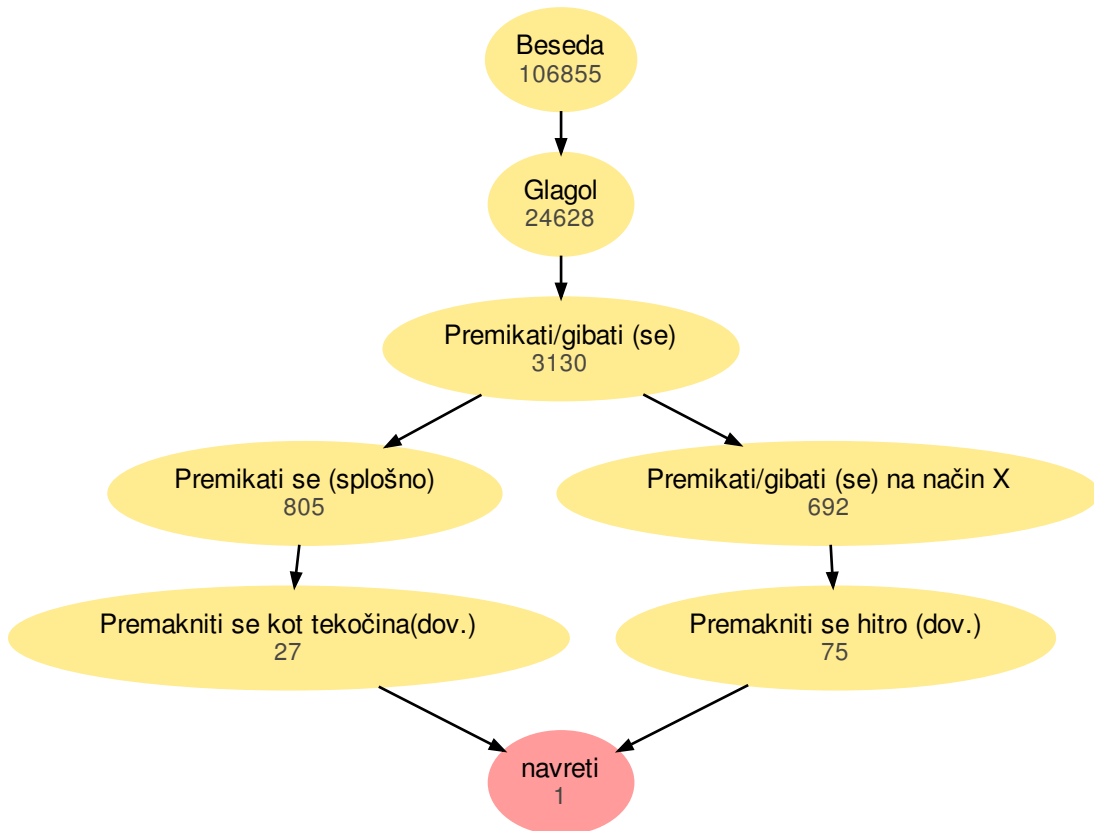 Beseda
106855
Glagol
24628
Premikati/gibati (se)
3130
Premikati se (splošno)
805
Premikati/gibati (se) na način X
692
Premakniti se kot tekočina(dov.)
27
Premakniti se hitro (dov.)
75
navreti
1